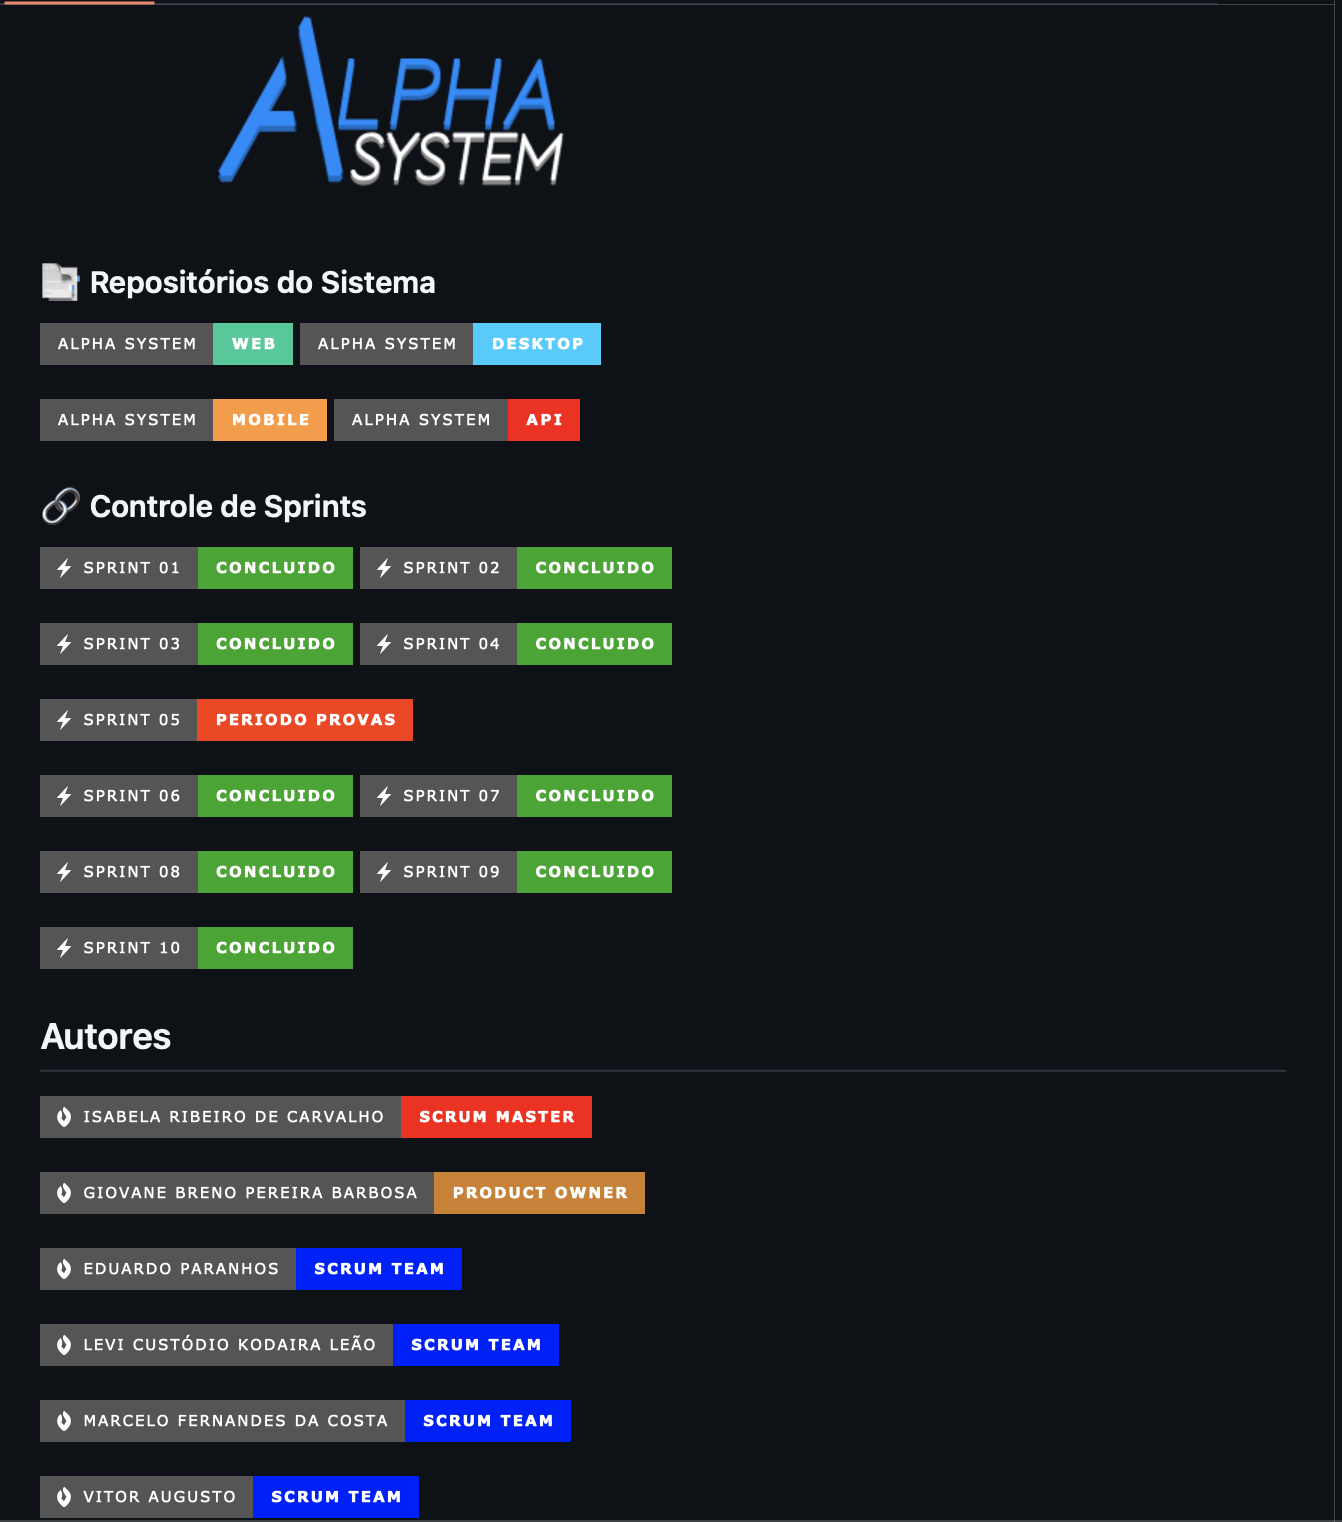 ALPHA
SYSTEM
Repositórios do Sistema
ALPHA SYSTEM WEB ALPHA SYSTEM DESKTOP
ALPHA SYSTEM MOBILE ALPHA SYSTEM API
Controle de Sprints
SPRINT 01 CONCLUIDO SPRINT 02 CONCLUIDO
SPRINT 03 CONCLUIDO SPRINT 04 CONCLUIDO
SPRINT 05 PERIODO PROVAS
SPRINT 06 CONCLUIDO SPRINT 07 CONCLUIDO
SPRINT 08 CONCLUIDO SPRINT 09 CONCLUIDO
SPRINT 10 CONCLUIDO
Autores
ISABELA RIBEIRO DE CARVALHO SCRUM MASTER
GIOVANE BRENO PEREIRA BARBOSA PRODUCT OWNER
EDUARDO PARANHOS SCRUM TEAM
LEVI CUSTÓDIO KODAIRA LEÃO SCRUM TEAM
MARCELO FERNANDES DA COSTA SCRUM TEAM
VITOR AUGUSTO SCRUM TEAM